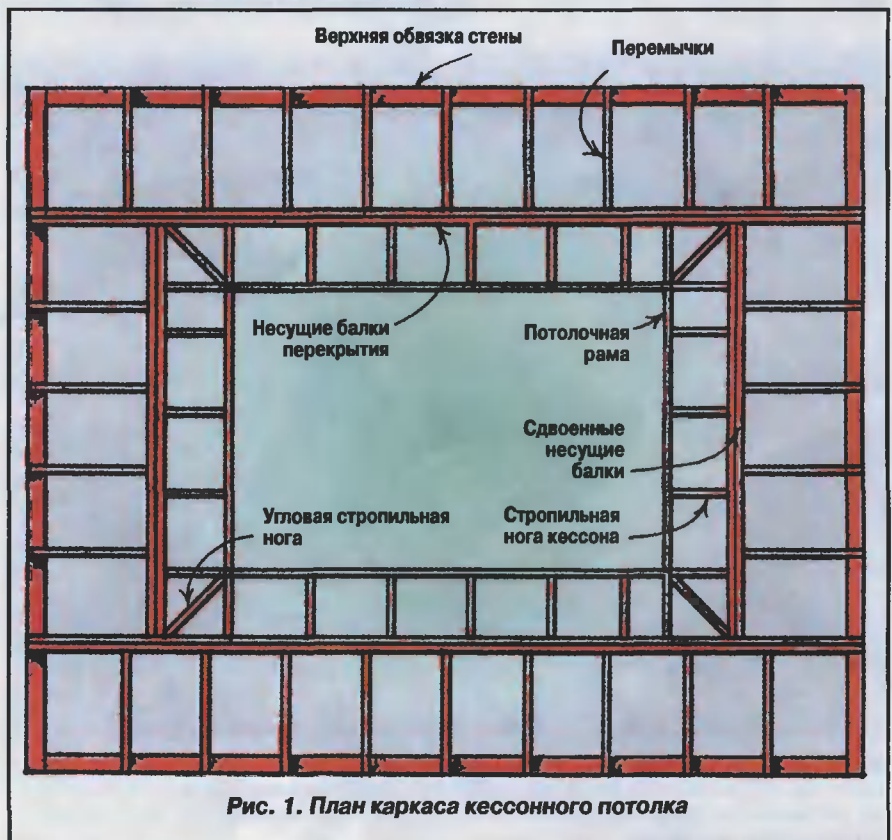 Верхняя обвязка стены
Перемычки
Несущие балки
перекрытия
Потолочная
рама
Сдвоенные
несущие
балки
Угловая стропильная
нога
Стропильная
нога кессона
Рис. 1. План каркаса кессонного потолка